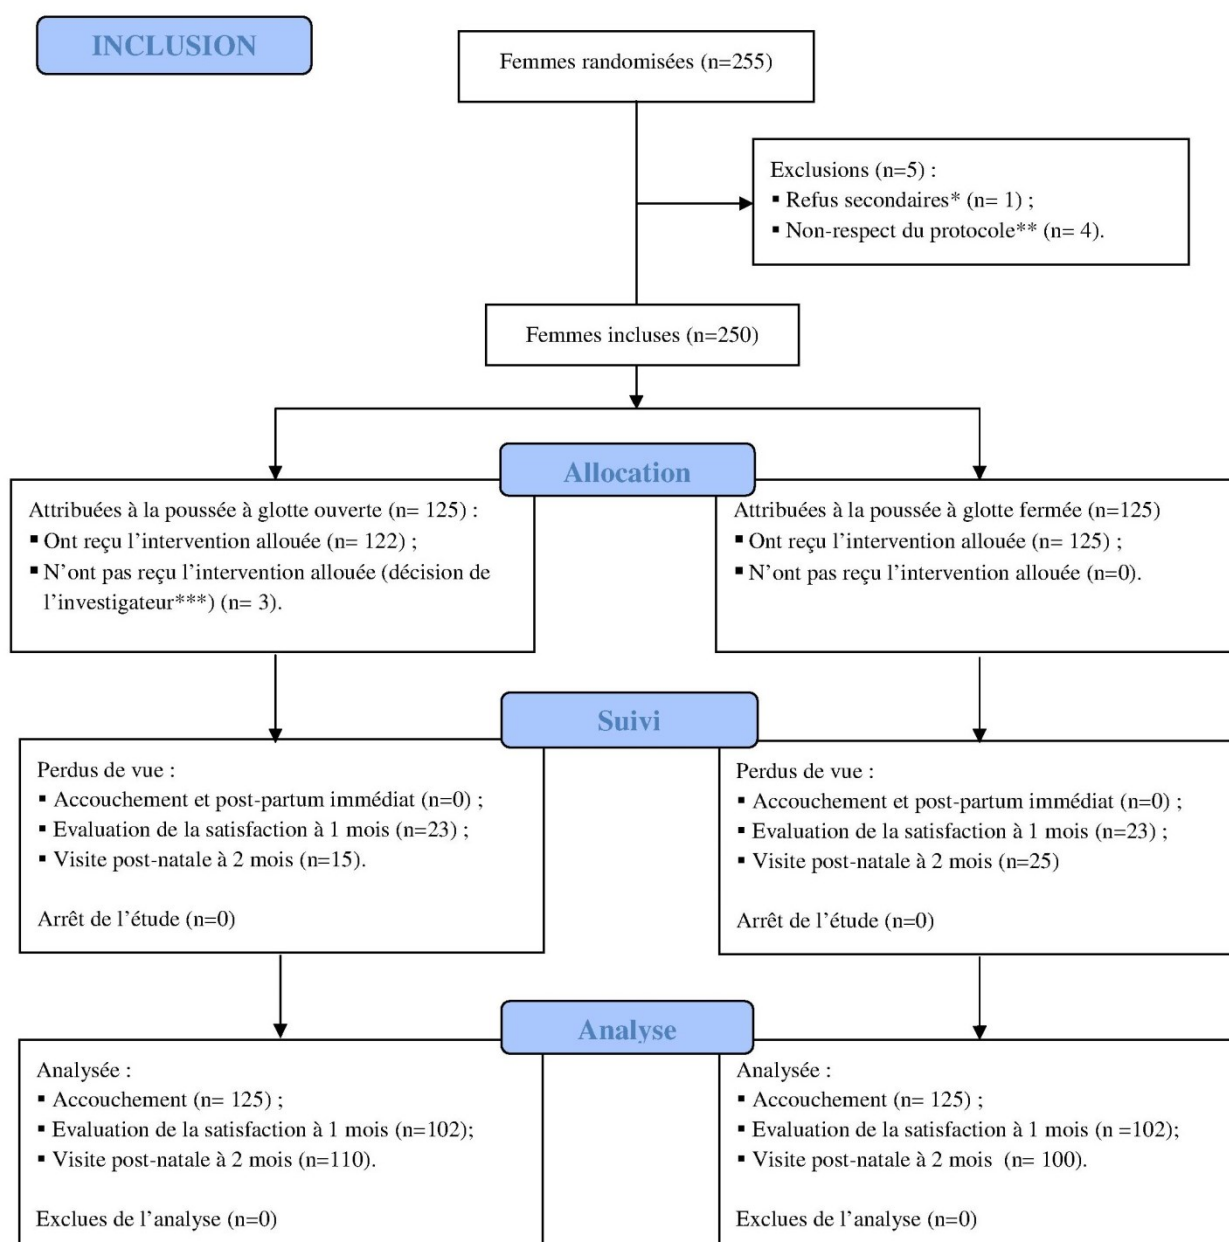 INCLUSION
Femmes randomisées (n=255)
Exclusions (n=5) :
▪ Refus secondaires* (n= 1) ;
▪ Non-respect du protocole** (n= 4).
Femmes incluses (n=250)
Allocation
Attribuées à la poussée à glotte ouverte (n= 125) :
▪ Ont reçu l’intervention allouée (n= 122) ;
▪ N’ont pas reçu l’intervention allouée (décision de
l’investigateur***) (n= 3).
Attribuées à la poussée à glotte fermée (n=125)
▪ Ont reçu l’intervention allouée (n= 125) ;
▪ N’ont pas reçu l’intervention allouée (n=0).
Suivi
Perdus de vue :
▪ Accouchement et post-partum immédiat (n=0) ;
▪ Evaluation de la satisfaction à 1 mois (n=23) ;
▪ Visite post-natale à 2 mois (n=15).
Arrêt de l’étude (n=0)
Perdus de vue :
▪ Accouchement et post-partum immédiat (n=0) ;
▪ Evaluation de la satisfaction à 1 mois (n=23) ;
▪ Visite post-natale à 2 mois (n=25)
Arrêt de l’étude (n=0)
Analyse
Analysée :
▪ Accouchement (n= 125) ;
▪ Evaluation de la satisfaction à 1 mois (n=102);
▪ Visite post-natale à 2 mois (n=110).
Exclues de l’analyse (n=0)
Analysée :
▪ Accouchement (n= 125) ;
▪ Evaluation de la satisfaction à 1 mois (n =102);
▪ Visite post-natale à 2 mois (n= 100).
Exclues de l’analyse (n=0)